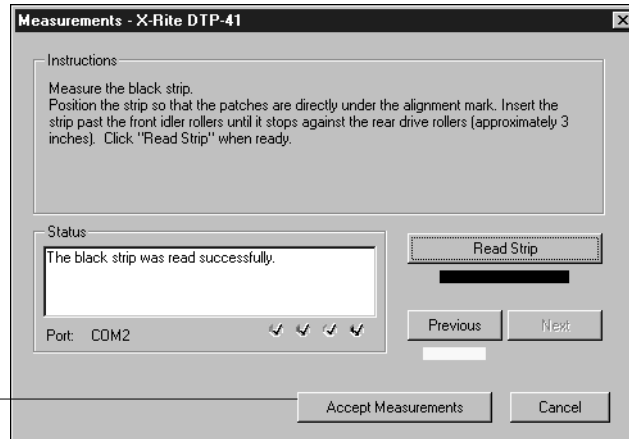 Measurements - X-Rite DTP-41
Instructions
Measure the black strip.
Position the strip so that the patches are directly under the alignment mark. Insert the
strip past the front idler rollers until it stops against the rear drive rollers (approximately 3
inches). Click "Read Strip" when ready.
Status
The black strip was read successfully.
Read Strip
Port: COM2
Previous
Next
Accept Measurements
Cancel